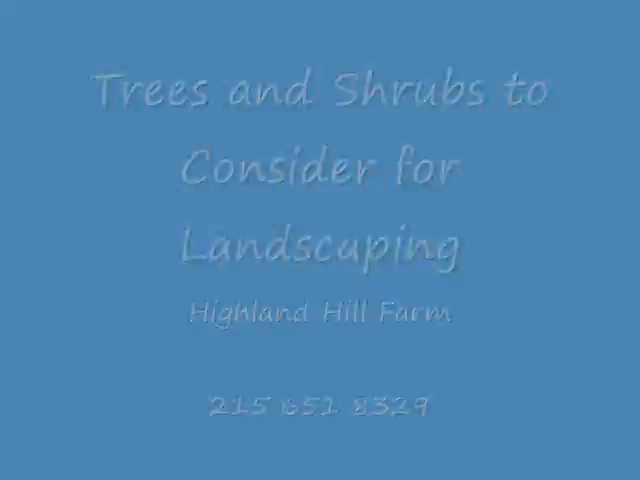 Trees and Shrubs to
Consider for
Landscaping
Highland Hill Farm
215 651 8329